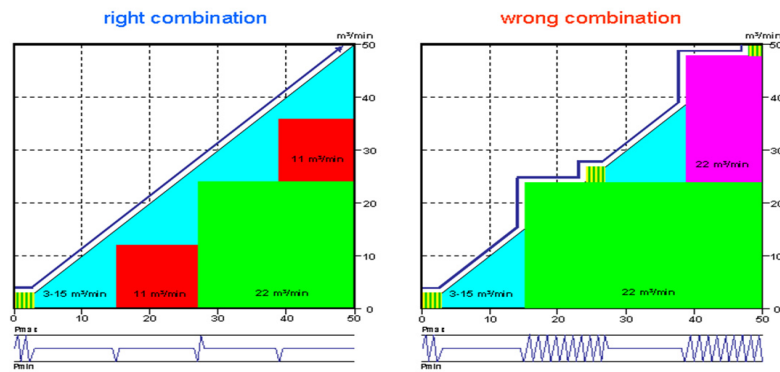 right combination
wrong combination
m³/min
m³/min
50
50
40
40
30
30
11 m³/min
22 m³/min
20
20
10
10
3-15 m³/min
11 m³/min
22 m³/min
3-15 m³/min
22 m³/min
0
0
0 10 20 30 40 50
0 10 20 30 40 50
Pmax
Pmax
Pmin
Pmin